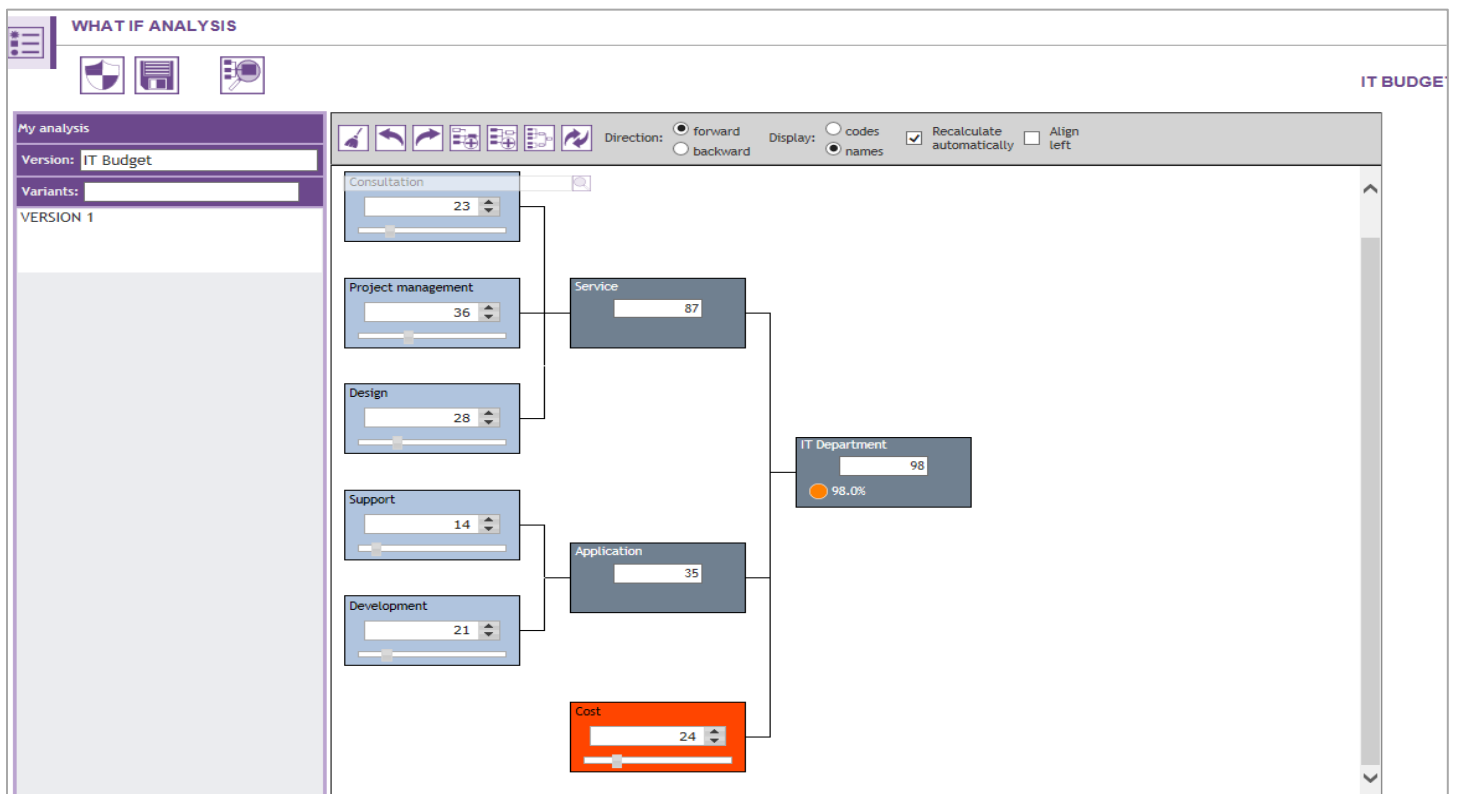 WHAT IF ANALYSIS
IT BUDGE
My analysis
Version: IT Budget
Variants:
VERSION 1
Direction: forward
backward
Display: codes
names
Recalculate
automatically
Align
left
Consultation
23
Project management
36
Design
28
Support
14
Development
21
Service
87
Application
35
Cost
24
IT Department
98
98.0%